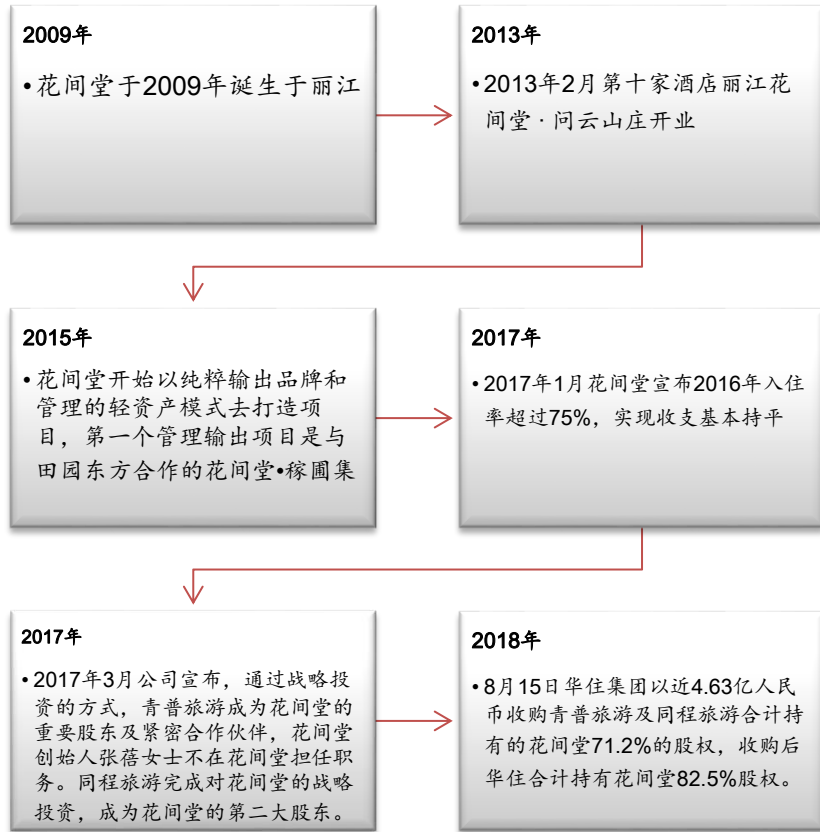 2009年
•花间堂于2009年诞生于丽江
2013年
•2013年2月第十家酒店丽江花
间堂·问云山庄开业
2015年
•花间堂开始以纯粹输出品牌和
管理的轻资产模式去打造项
目，第一个管理输出项目是与
田园东方合作的花间堂•稼圃集
2017年
•2017年1月花间堂宣布2016年入住
率超过75%，实现收支基本持平
2017年
•2017年3月公司宣布，通过战略投
资的方式，青普旅游成为花间堂的
重要股东及紧密合作伙伴，花间堂
创始人张蓓女士不在花间堂担任职
务。同程旅游完成对花间堂的战略
投资，成为花间堂的第二大股东。
2018年
•8月15日华住集团以近4.63亿人民
币收购青普旅游及同程旅游合计持
有的花间堂71.2%的股权，收购后
华住合计持有花间堂82.5%股权。